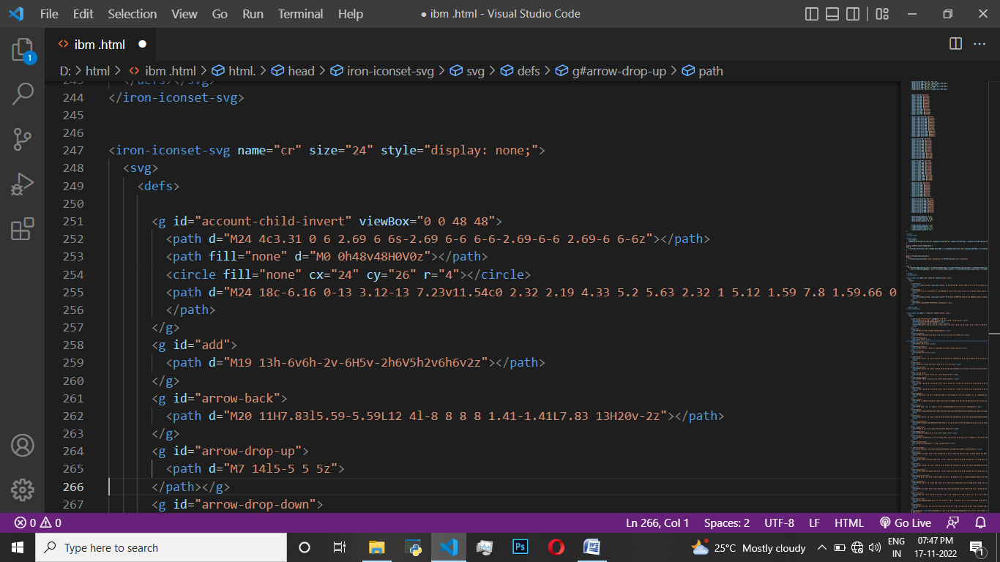 File Edit Selection View Go Run Terminal Help ● ibm .html - Visual Studio Code
ibm .html ●
D: > html > ibm .html > html. > head > iron-iconset-svg > svg > defs > g#arrow-drop-up > path
1
243 </defs></svg>
244 </iron-iconset-svg>
245
246
247 <iron-iconset-svg name="cr" size="24" style="display: none;">
248 <svg>
249 <defs>
250
251 <g id="account-child-invert" viewBox="0 0 48 48">
252 <path d="M24 4c3.31 0 6 2.69 6 6s-2.69 6-6 6-6-2.69-6-6 2.69-6 6-6z"></path>
253 <path fill="none" d="M0 0h48v48H0V0z"></path>
254 <circle fill="none" cx="24" cy="26" r="4"></circle>
255 <path d="M24 18c-6.16 0-13 3.12-13 7.23v11.54c0 2.32 2.19 4.33 5.2 5.63 2.32 1 5.12 1.59 7.8 1.59.66 0
256 </path>
257 </g>
258 <g id="add">
259 <path d="M19 13h-6v6h-2v-6H5v-2h6V5h2v6h6v2z"></path>
260 </g>
261 <g id="arrow-back">
262 <path d="M20 11H7.83l5.59-5.59L12 4l-8 8 8 8 1.41-1.41L7.83 13H20v-2z"></path>
263 </g>
264 <g id="arrow-drop-up">
265 <path d="M7 14l5-5 5 5z">
266 </path></g>
267 <g id="arrow-drop-down">
0 0 Ln 266, Col 1 Spaces: 2 UTF-8 LF HTML Go Live
Type here to search Ps W 25°C Mostly cloudy ENG 07:47 PM
IN 17-11-2022 1